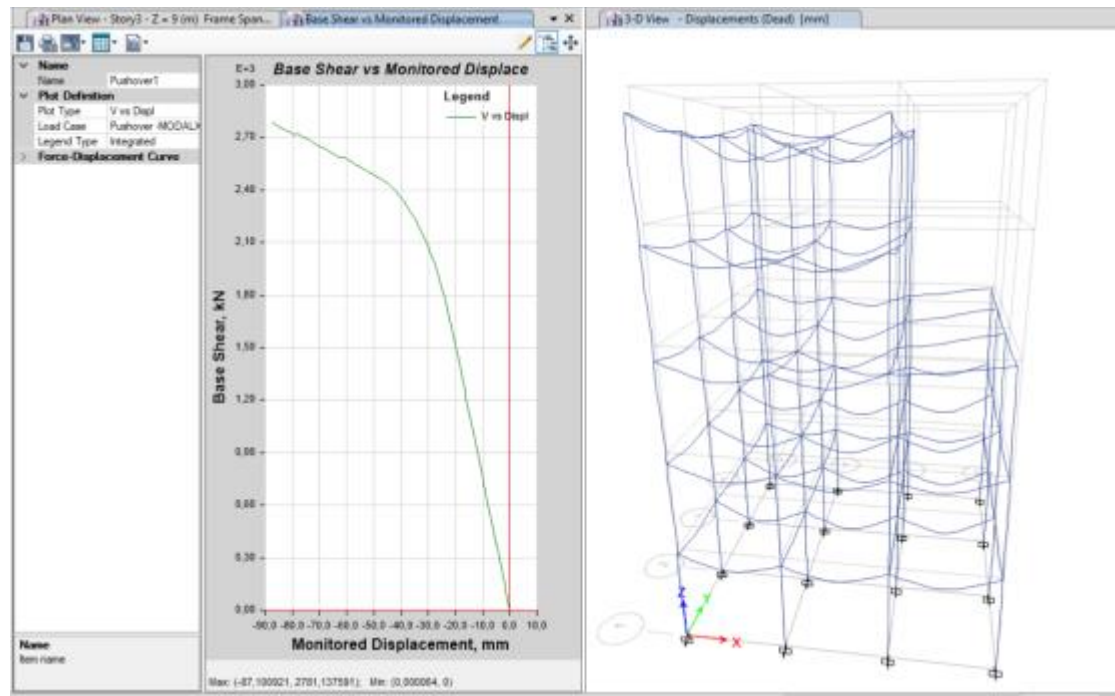 Plan View - Story3 - Z = 9 (m) Frame Span...
Base Shear vs Monitored Displacement
Name
Name Pushover1
Plot Definition
Plot Type V vs Displ
Load Case Pushover -MODALX
Legend Type Integrated
Force-Displacement Curve
Name
Item name
E+3 Base Shear vs Monitored Displace
Legend
V vs Displ
3,00
2,70
2,40
2,10
1,80
1,50
1,20
0,90
0,60
0,30
0,00
Base Shear, kN
-90,0 -80,0 -70,0 -60,0 -50,0 -40,0 -30,0 -20,0 -10,0 0,0 10,0
Monitored Displacement, mm
Max: (-87,100921, 2781,137591); Min: (0,000064, 0)
3-D View - Displacements (Dead) [mm]
Z
Y
X